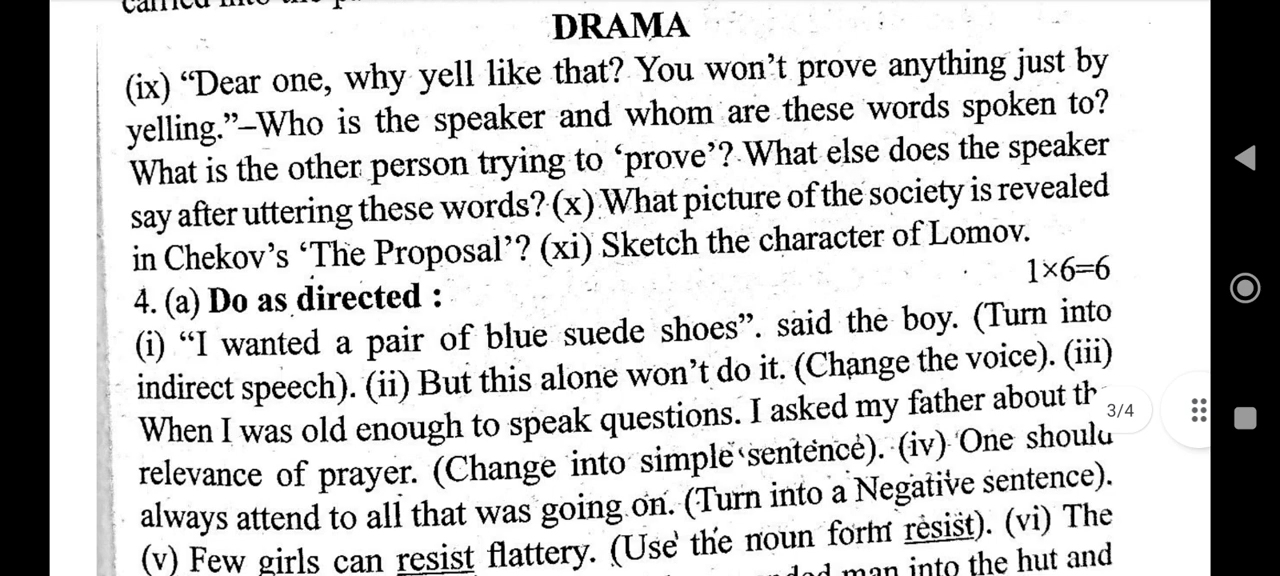 DRAMA
(ix) “Dear one, why yell like that? You won’t prove anything just by
yelling.”–Who is the speaker and whom are these words spoken to?
What is the other person trying to ‘prove’? What else does the speaker
say after uttering these words? (x) What picture of the society is revealed
in Chekov’s ‘The Proposal’? (xi) Sketch the character of Lomov.
1×6=6
4. (a) Do as directed :
(i) “I wanted a pair of blue suede shoes”. said the boy. (Turn into
indirect speech). (ii) But this alone won’t do it. (Change the voice). (iii)
When I was old enough to speak questions. I asked my father about
3/4
relevance of prayer. (Change into simple sentence). (iv) One
always attend to all that was going on. (Turn into a Negative sentence).
(v) Few girls can resist flattery. (Use the noun form resist). (vi) The
man into the hut and